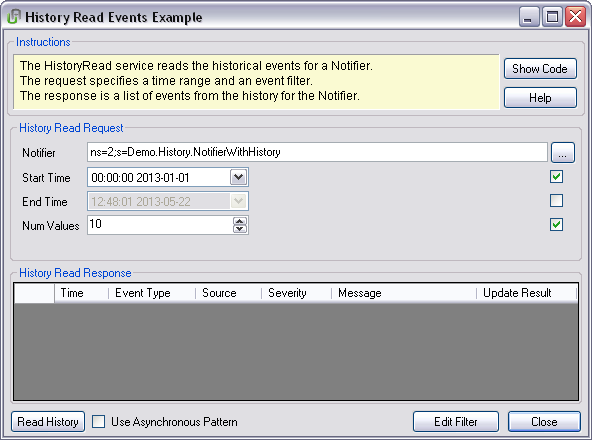 History Read Events Example
Instructions
The HistoryRead service reads the historical events for a Notifier.
The request specifies a time range and an event filter.
The response is a list of events from the history for the Notifier.
Show Code
Help
History Read Request
Notifier ns=2;s=Demo.History.NotifierWithHistory ...
Start Time 00:00:00 2013-01-01
End Time 12:48:01 2013-05-22
Num Values 10
History Read Response
Time Event Type Source Severity Message Update Result
Read History Use Asynchronous Pattern Edit Filter Close